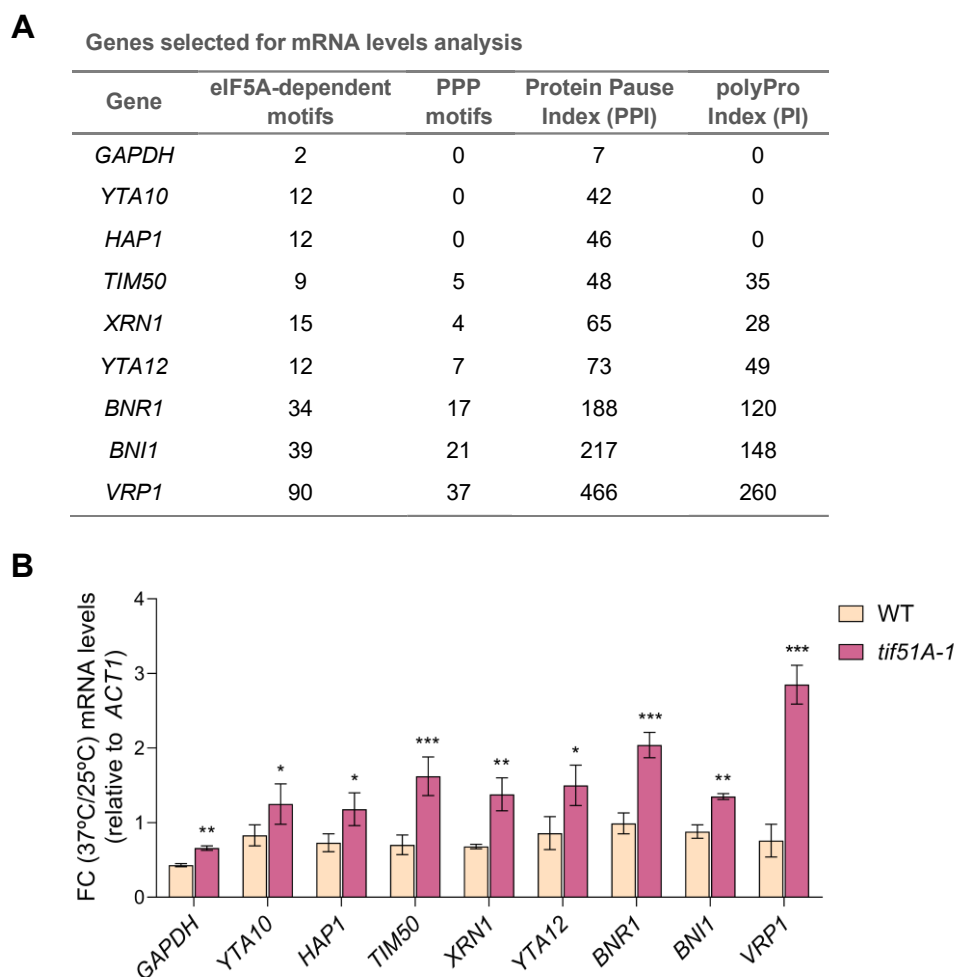 A
Genes selected for mRNA levels analysis
Gene eIF5A-dependent motifs PPP motifs Protein Pause Index (PPI) polyPro Index (PI)
GAPDH 2 0 7 0
YTA10 12 0 42 0
HAP1 12 0 46 0
TIM50 9 5 48 35
XRN1 15 4 65 28
YTA12 12 7 73 49
BNR1 34 17 188 120
BNI1 39 21 217 148
VRP1 90 37 466 260
B
FC (37ºC/25ºC) mRNA levels
(relative to ACT1)
4
3
2
1
0
** * * *** ** * *** ** ***
WT
tif51A-1
GAPDH YTA10 HAP1 TIM50 XRN1 YTA12 BNR1 BNI1 VRP1